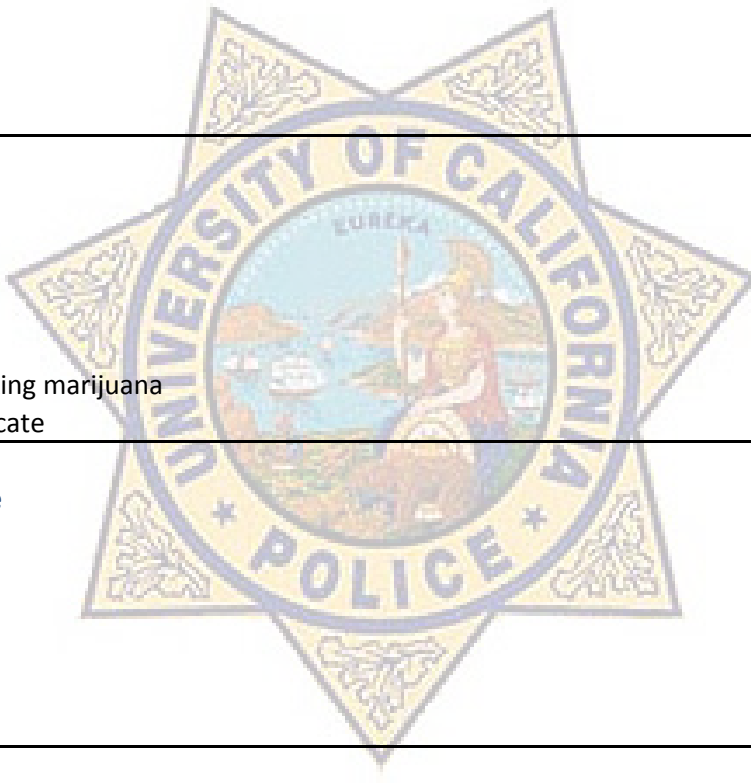 UNIVERSITY OF CALIFORNIA
EUREKA
ing marijuana
cate
e
★ POLICE ★